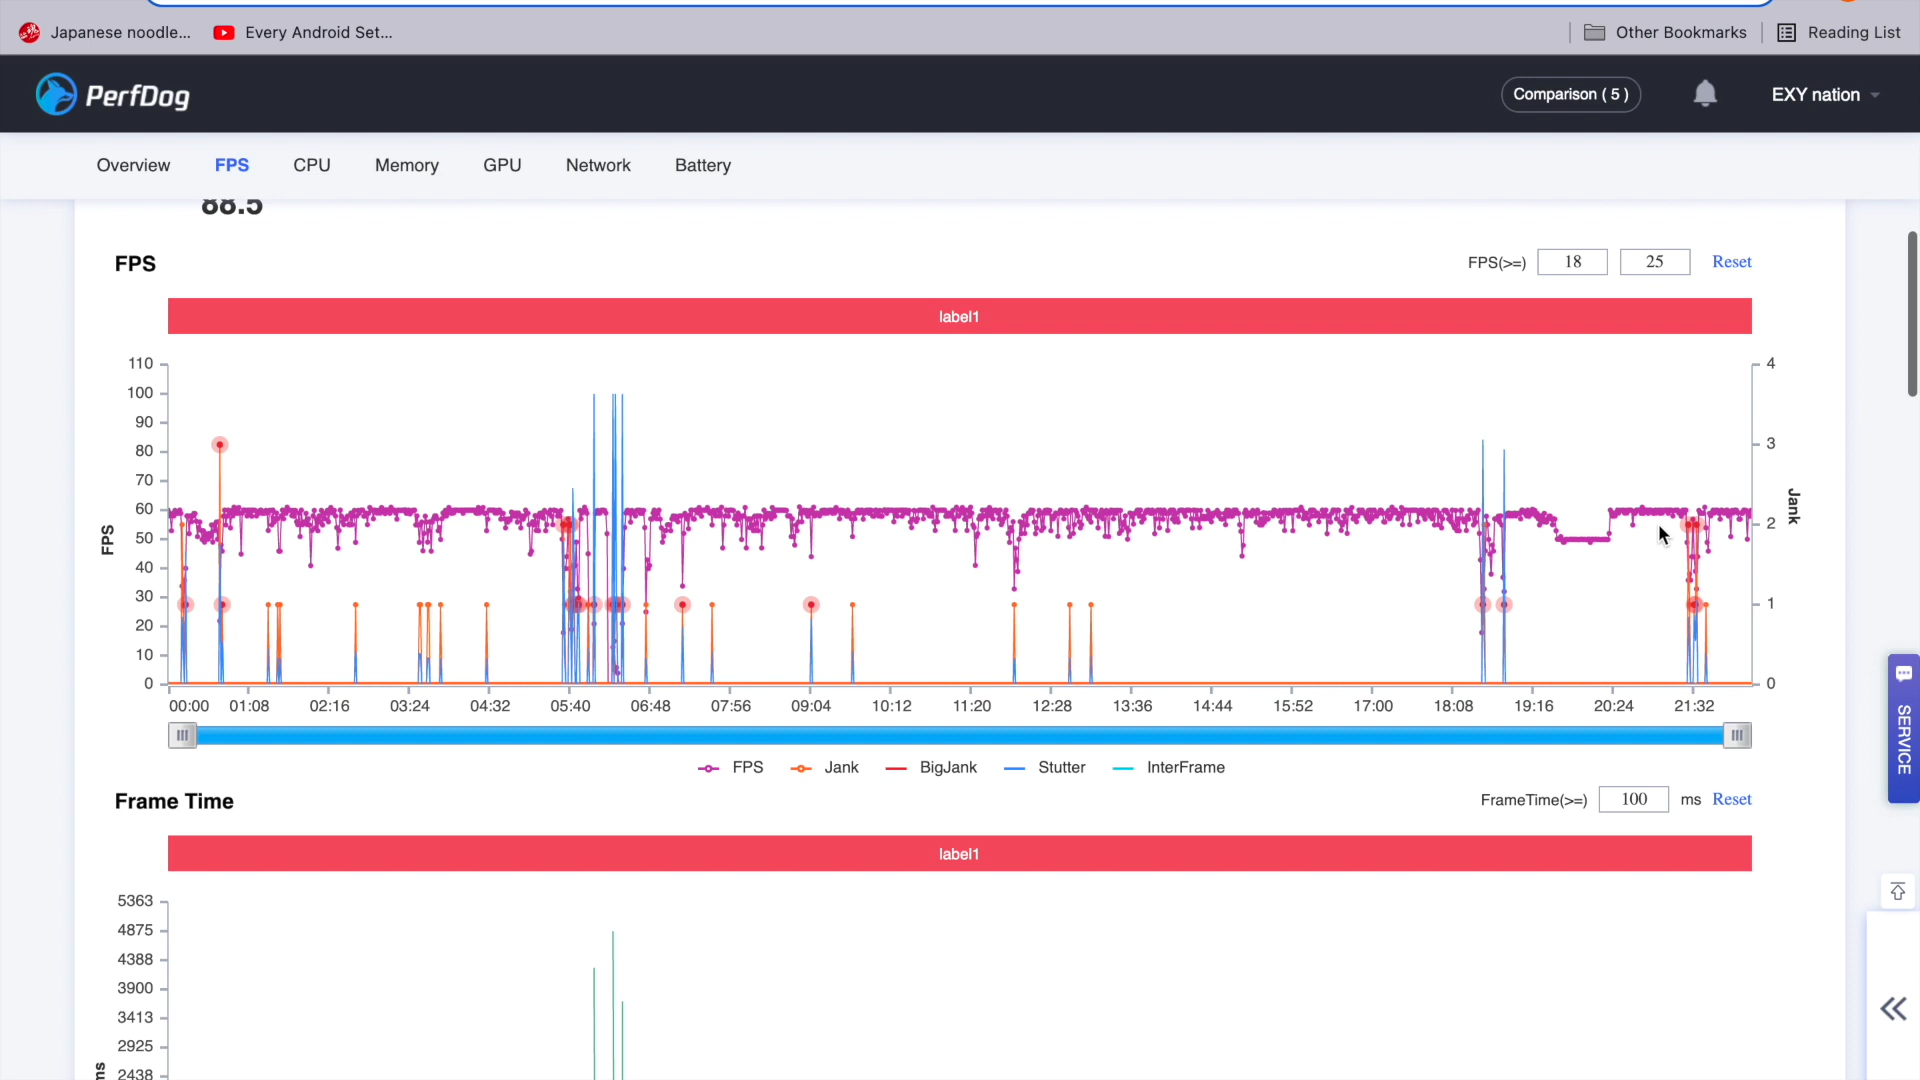 Japanese noodle... Every Android Set... Other Bookmarks Reading List
PerfDog Comparison ( 5 ) EXY nation
Overview FPS CPU Memory GPU Network Battery
88.5
FPS FPS(>=) 18 25 Reset
label1
110 4
100
90
80 3
70
60
50 2
40
30 1
20
10
0 0
FPS
Jank
00:00 01:08 02:16 03:24 04:32 05:40 06:48 07:56 09:04 10:12 11:20 12:28 13:36 14:44 15:52 17:00 18:08 19:16 20:24 21:32
FPS Jank BigJank Stutter InterFrame
SERVICE
Frame Time FrameTime(>=) 100 ms Reset
label1
5363
4875
4388
3900
3413
2925
2438
ms